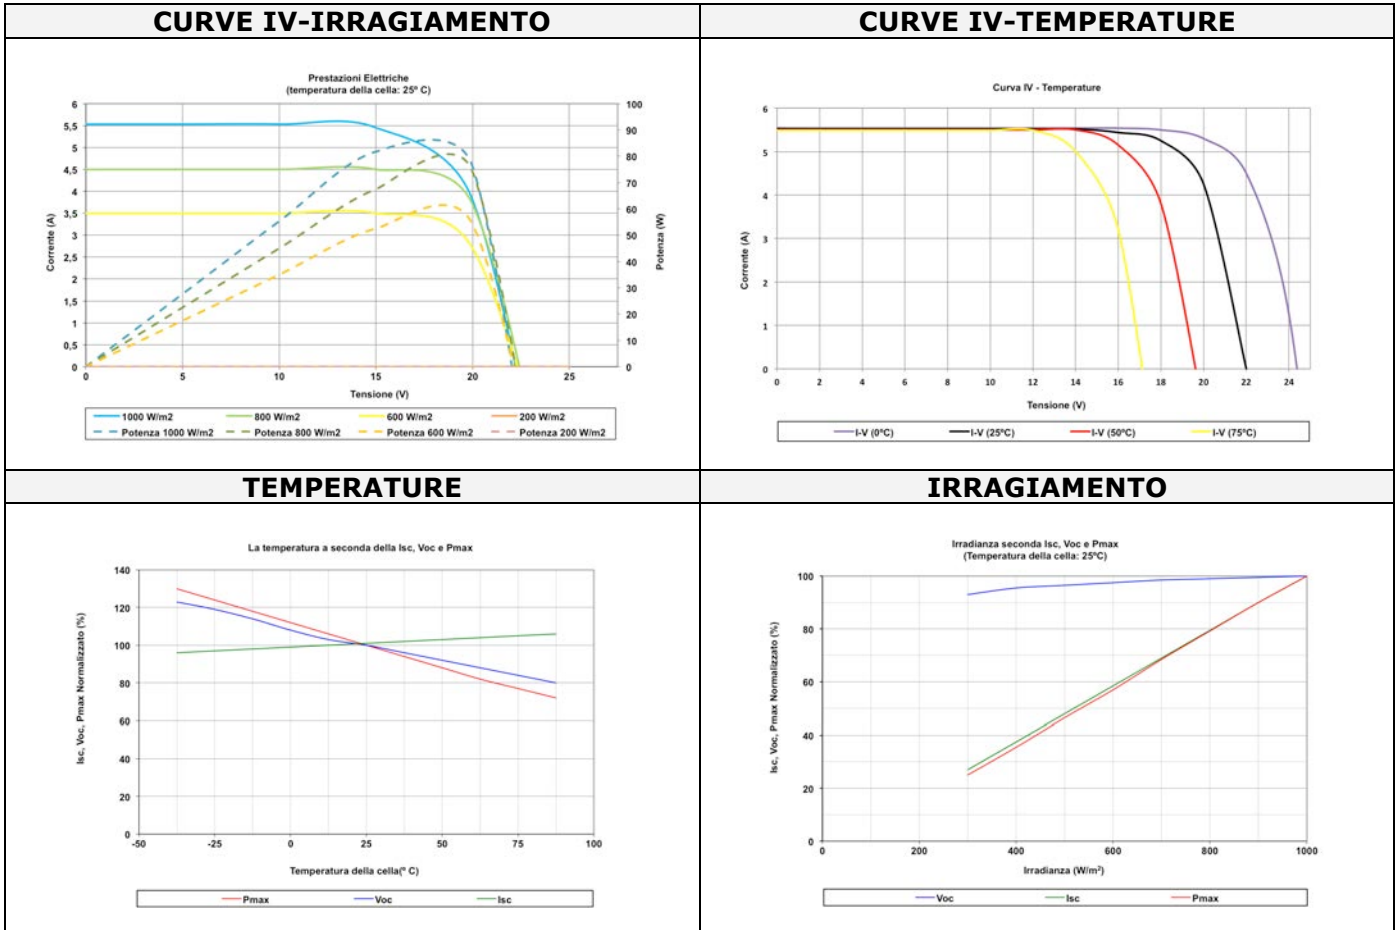 CURVE IV-IRRAGIAMENTO
Prestazioni Elettriche
(temperatura della cella: 25º C)
6
5,5
5
4,5
4
3,5
3
2,5
2
1,5
1
0,5
0
100
90
80
70
60
50
40
30
20
10
0
0 5 10 15 20 25
Corrente (A)
Potenza (W)
Tensione (V)
1000 W/m2 800 W/m2 600 W/m2 200 W/m2
Potenza 1000 W/m2 Potenza 800 W/m2 Potenza 600 W/m2 Potenza 200 W/m2
CURVE IV-TEMPERATURE
Curva IV - Temperature
6
5
4
3
2
1
0
0 2 4 6 8 10 12 14 16 18 20 22 24
Corrente (A)
Tensione (V)
I-V (0ºC) I-V (25ºC) I-V (50ºC) I-V (75ºC)
TEMPERATURE
La temperatura a seconda della Isc, Voc e Pmax
140
120
100
80
60
40
20
0
-50 -25 0 25 50 75 100
Isc, Voc, Pmax Normalizzato (%)
Temperatura della cella(º C)
Pmax Voc Isc
IRRAGIAMENTO
Irradianza seconda Isc, Voc e Pmax
(Temperatura della cella: 25ºC)
100
80
60
40
20
0
0 200 400 600 800 1000
Isc, Voc, Pmax Normalizzato (%)
Irradianza (W/m²)
Voc Isc Pmax